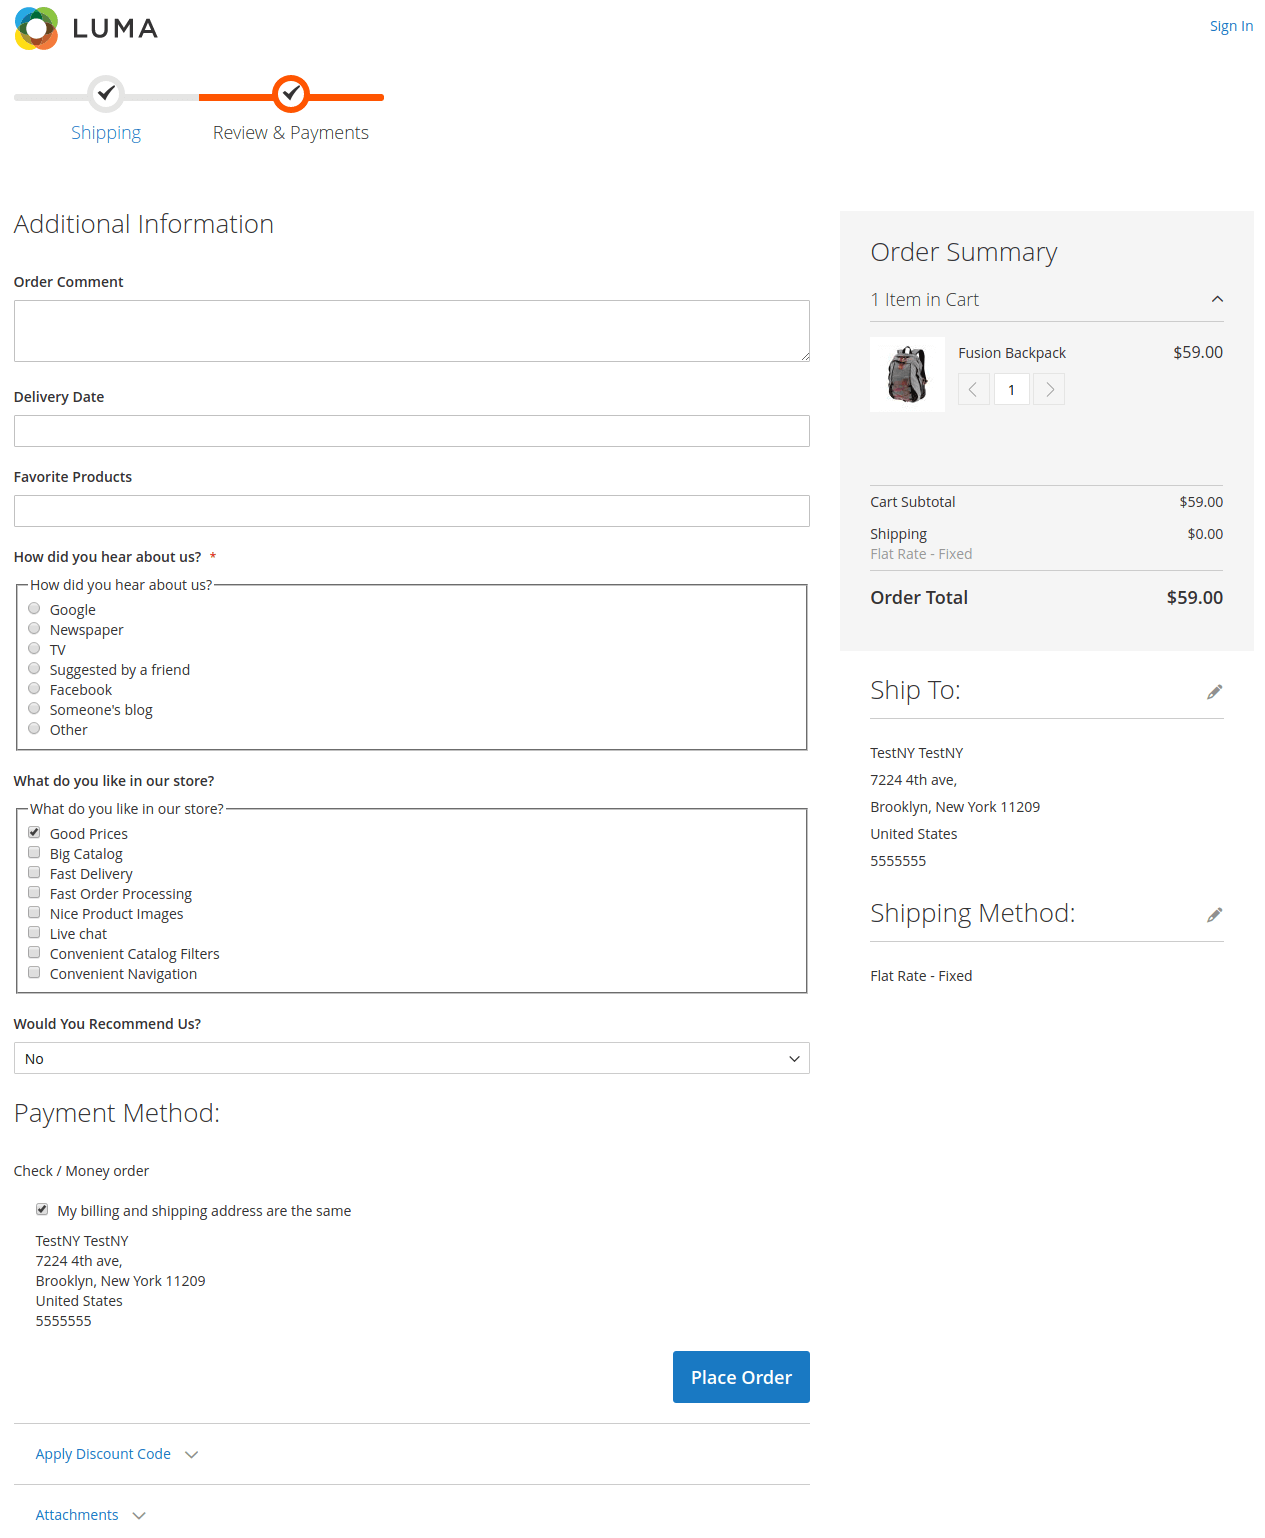 LUMA
Sign In
Shipping
Review & Payments
Additional Information
Order Comment
Delivery Date
Favorite Products
How did you hear about us? *
How did you hear about us?
Google
Newspaper
TV
Suggested by a friend
Facebook
Someone's blog
Other
What do you like in our store?
What do you like in our store?
Good Prices
Big Catalog
Fast Delivery
Fast Order Processing
Nice Product Images
Live chat
Convenient Catalog Filters
Convenient Navigation
Would You Recommend Us?
No
Payment Method:
Check / Money order
My billing and shipping address are the same
TestNY TestNY
7224 4th ave,
Brooklyn, New York 11209
United States
5555555
Place Order
Apply Discount Code
Attachments
Order Summary
1 Item in Cart
Fusion Backpack $59.00
1
Cart Subtotal $59.00
Shipping $0.00
Flat Rate - Fixed
Order Total $59.00
Ship To:
TestNY TestNY
7224 4th ave,
Brooklyn, New York 11209
United States
5555555
Shipping Method:
Flat Rate - Fixed